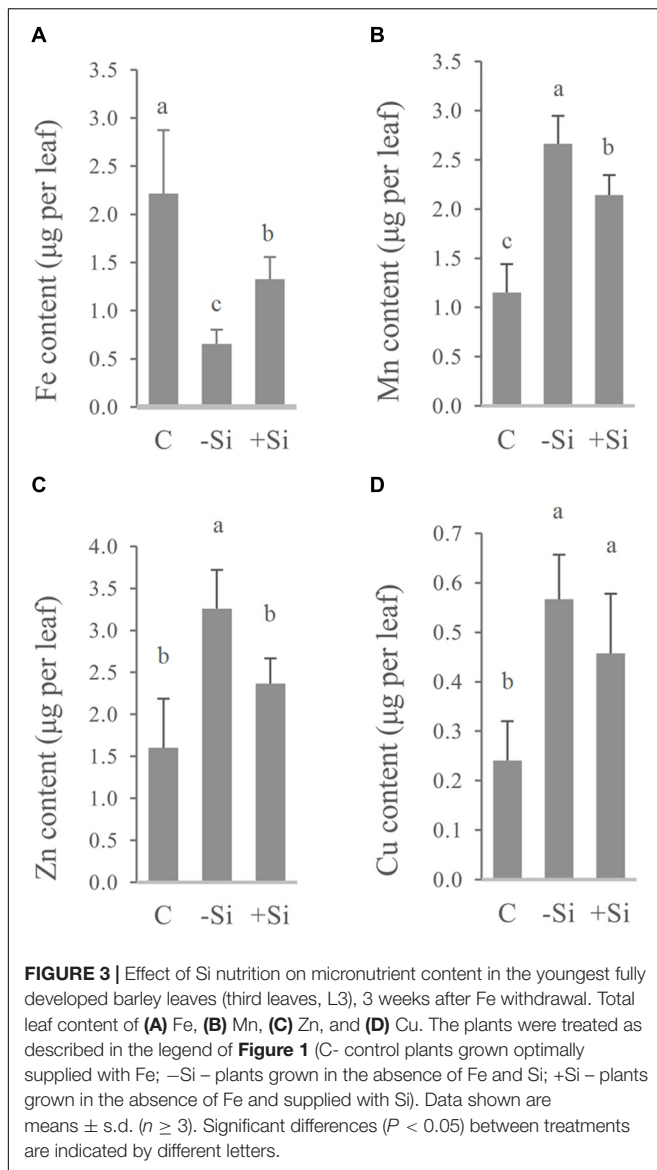 A
Fe content (µg per leaf)
3.5
3.0
2.5
2.0
1.5
1.0
0.5
0.0
a
c
b
C -Si +Si
B
Mn content (µg per leaf)
3.5
3.0
2.5
2.0
1.5
1.0
0.5
0.0
c
a
b
C -Si +Si
C
Zn content (µg per leaf)
4.0
3.5
3.0
2.5
2.0
1.5
1.0
0.5
0.0
b
a
b
C -Si +Si
D
Cu content (µg per leaf)
0.7
0.6
0.5
0.4
0.3
0.2
0.1
0.0
b
a
a
C -Si +Si
FIGURE 3 | Effect of Si nutrition on micronutrient content in the youngest fully
developed barley leaves (third leaves, L3), 3 weeks after Fe withdrawal. Total
leaf content of (A) Fe, (B) Mn, (C) Zn, and (D) Cu. The plants were treated as
described in the legend of Figure 1 (C- control plants grown optimally
supplied with Fe; −Si – plants grown in the absence of Fe and Si; +Si – plants
grown in the absence of Fe and supplied with Si). Data shown are
means ± s.d. (n ≥ 3). Significant differences (P < 0.05) between treatments
are indicated by different letters.